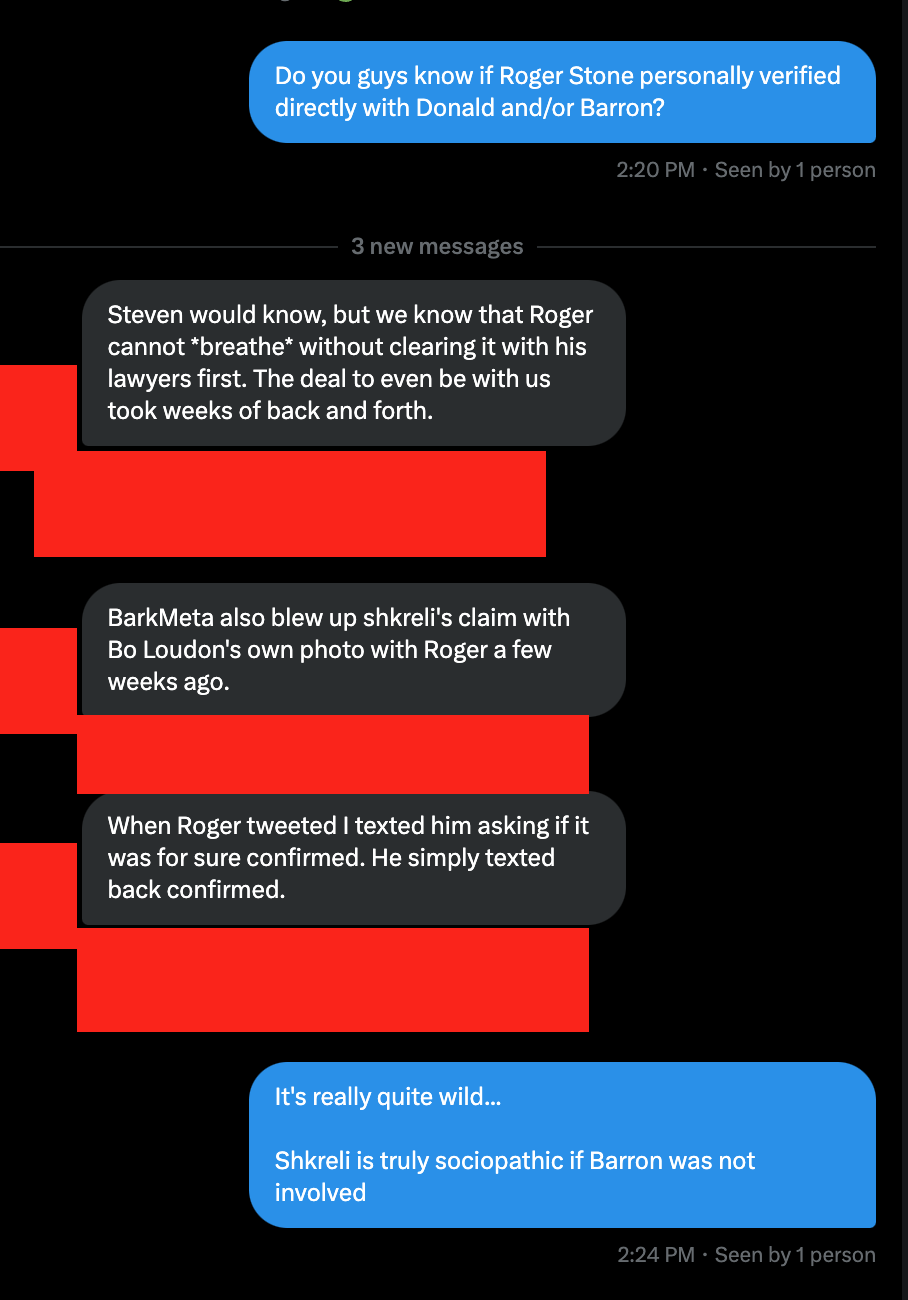 Do you guys know if Roger Stone personally verified
directly with Donald and/or Barron?
2:20 PM · Seen by 1 person
3 new messages
Steven would know, but we know that Roger
cannot *breathe* without clearing it with his
lawyers first. The deal to even be with us
took weeks of back and forth.
BarkMeta also blew up shkreli's claim with
Bo Loudon's own photo with Roger a few
weeks ago.
When Roger tweeted I texted him asking if it
was for sure confirmed. He simply texted
back confirmed.
It's really quite wild...
Shkreli is truly sociopathic if Barron was not
involved
2:24 PM · Seen by 1 person